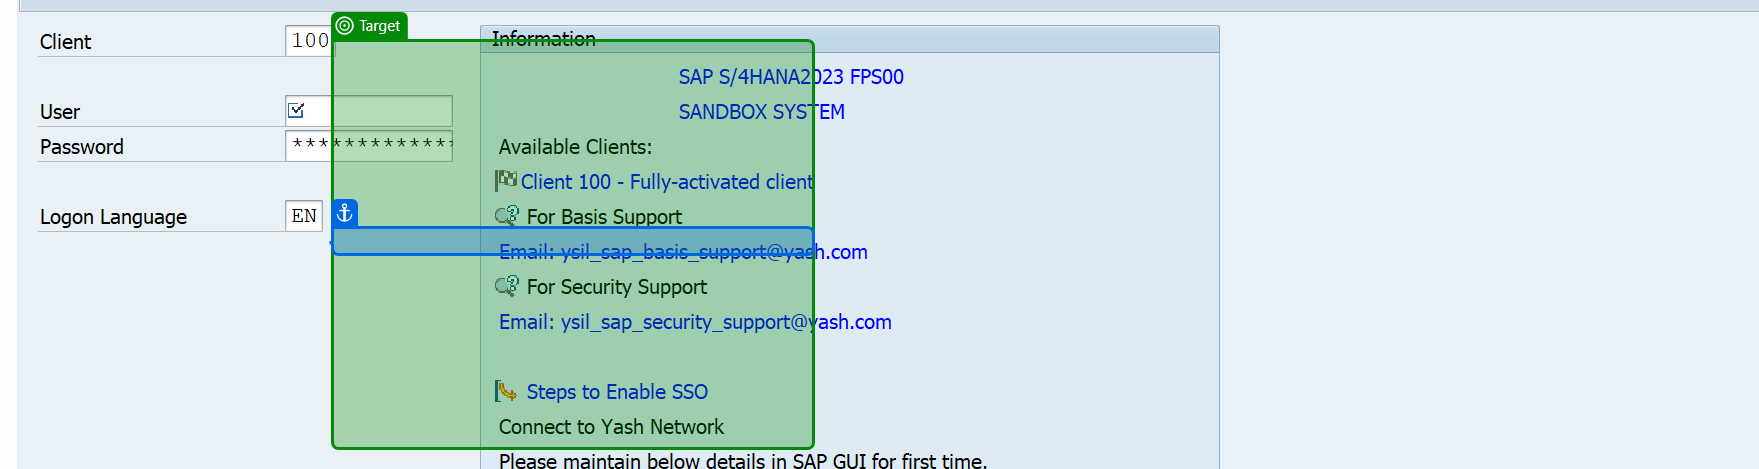 Target
Client 100
Information
SAP S/4HANA2023 FPS00
User
SANDBOX SYSTEM
Password *************
Available Clients:
Client 100 - Fully-activated client
Logon Language EN
For Basis Support
Email: ysil_sap_basis_support@yash.com
For Security Support
Email: ysil_sap_security_support@yash.com
Steps to Enable SSO
Connect to Yash Network
Please maintain below details in SAP GUI for first time.